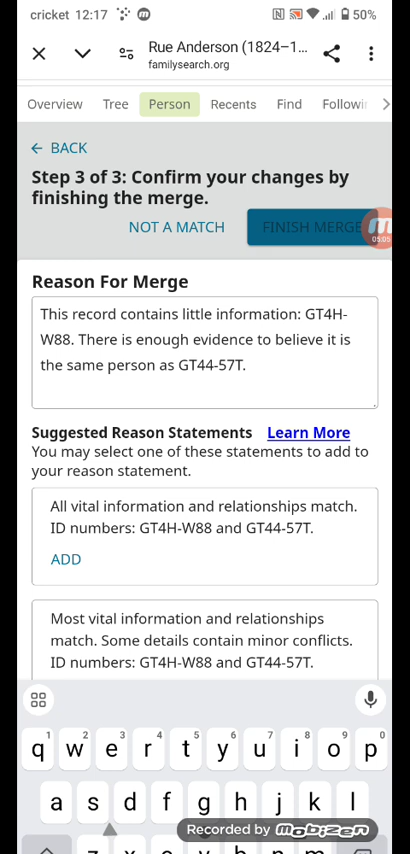 cricket 12:17 50%
Rue Anderson (1824–1...
familysearch.org
Overview Tree Person Recents Find Followin
← BACK
Step 3 of 3: Confirm your changes by
finishing the merge.
NOT A MATCH FINISH MERGE
05:05
Reason For Merge
This record contains little information: GT4H-
W88. There is enough evidence to believe it is
the same person as GT44-57T.
Suggested Reason Statements Learn More
You may select one of these statements to add to
your reason statement.
All vital information and relationships match.
ID numbers: GT4H-W88 and GT44-57T.
ADD
Most vital information and relationships
match. Some details contain minor conflicts.
ID numbers: GT4H-W88 and GT44-57T.
1 2 3 4 5 6 7 8 9 0
q w e r t y u i o p
a s d f g h j k l
Recorded by mobizen
z x c v b n m